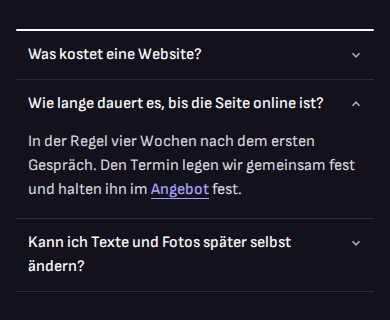 Was kostet eine Website?
Wie lange dauert es, bis die Seite online ist?
In der Regel vier Wochen nach dem ersten
Gespräch. Den Termin legen wir gemeinsam fest
und halten ihn im Angebot fest.
Kann ich Texte und Fotos später selbst
ändern?